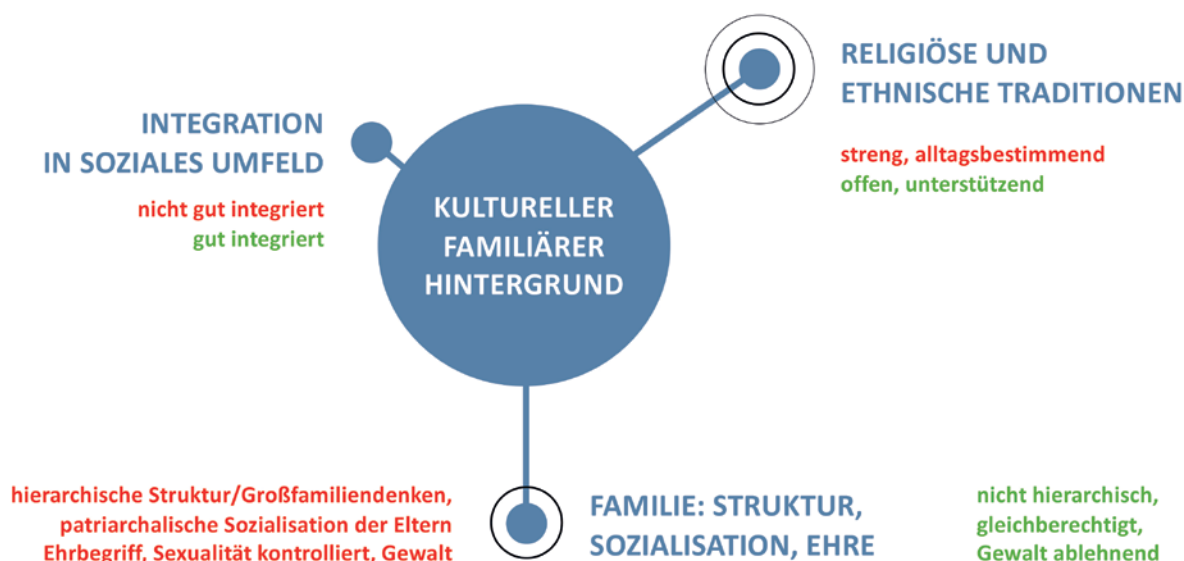 RELIGIÖSE UND
ETHNISCHE TRADITIONEN
streng, alltagsbestimmend
offen, unterstützend
INTEGRATION
IN SOZIALES UMFELD
nicht gut integriert
gut integriert
KULTURELLER
FAMILIÄRER
HINTERGRUND
hierarchische Struktur/Großfamiliendenken,
patriarchalische Sozialisation der Eltern
Ehrbegriff, Sexualität kontrolliert, Gewalt
FAMILIE: STRUKTUR,
SOZIALISATION, EHRE
nicht hierarchisch,
gleichberechtigt,
Gewalt ablehnend